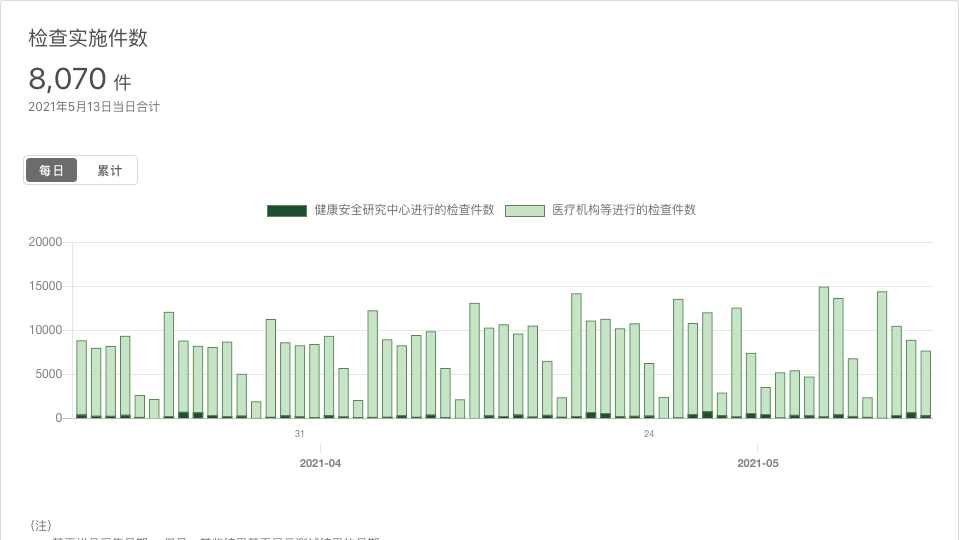 检查实施件数
8,070 件
2021年5月13日当日合计
每日 累计
健康安全研究中心进行的检查件数 医疗机构等进行的检查件数
20000
15000
10000
5000
0
31 24
2021-04 2021-05
(注)